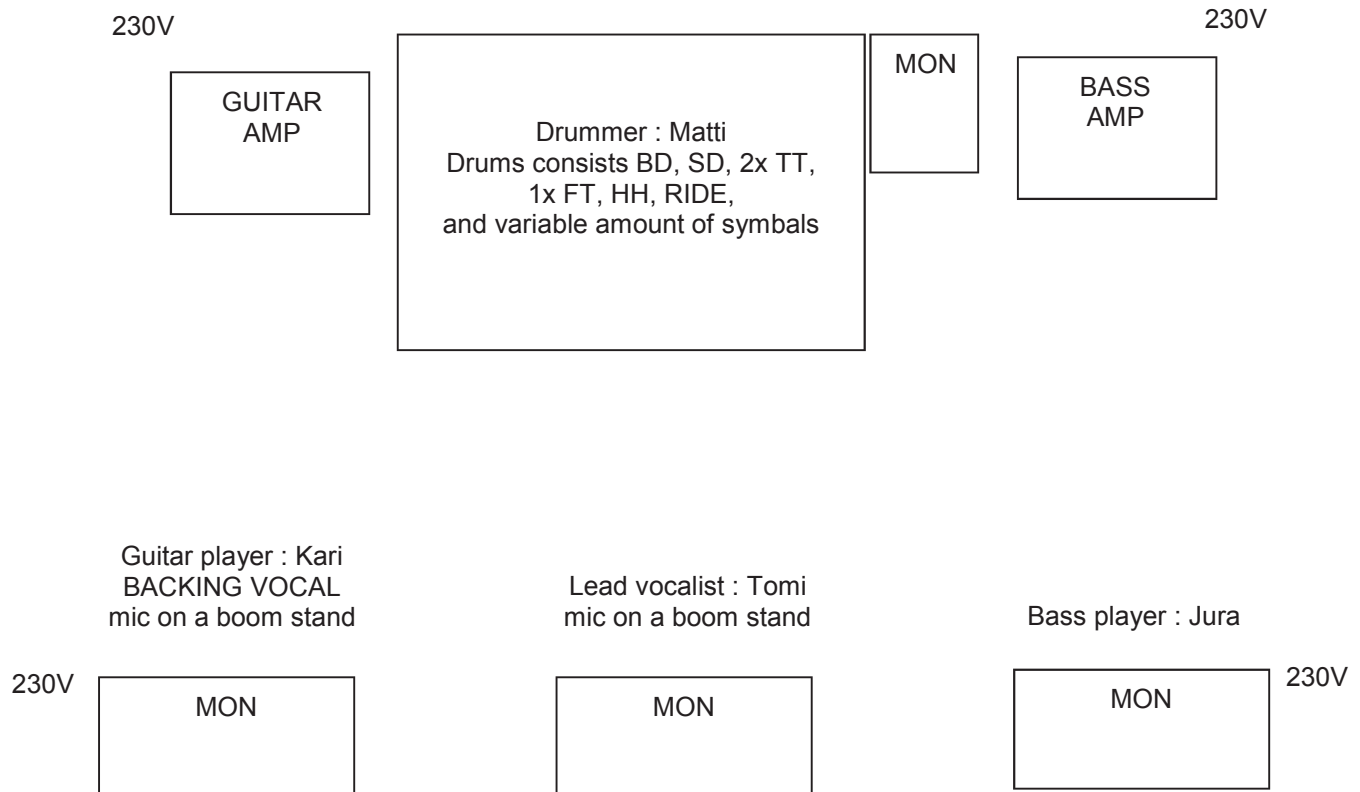 230V
230V
GUITAR
AMP
Drummer : Matti
Drums consists BD, SD, 2x TT,
1x FT, HH, RIDE,
and variable amount of symbals
MON
BASS
AMP
Guitar player : Kari
BACKING VOCAL
mic on a boom stand
Lead vocalist : Tomi
mic on a boom stand
Bass player : Jura
230V
MON
MON
MON
230V